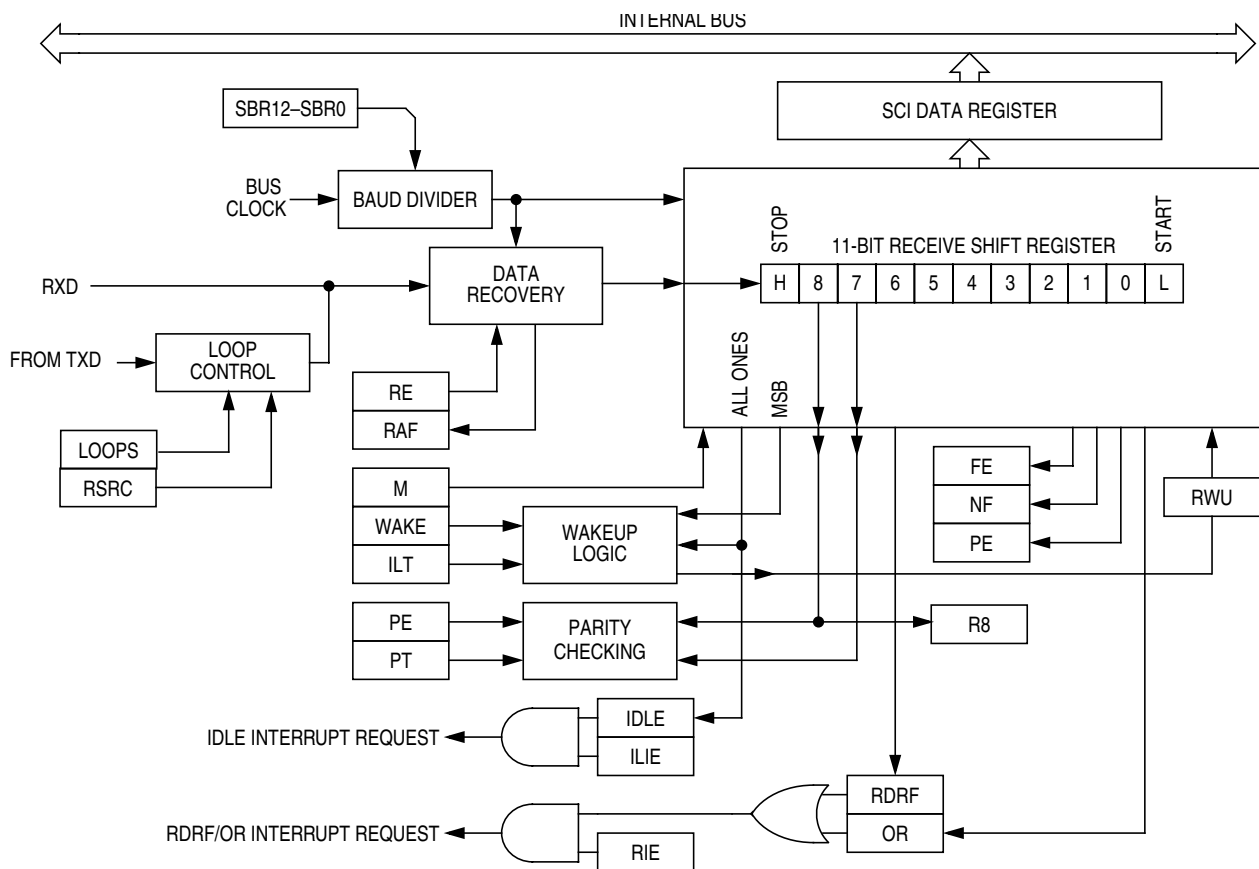 INTERNAL BUS
SBR12–SBR0
SCI DATA REGISTER
BUS
CLOCK
BAUD DIVIDER
STOP
11-BIT RECEIVE SHIFT REGISTER
START
H 8 7 6 5 4 3 2 1 0 L
RXD
DATA
RECOVERY
FROM TXD
LOOP
CONTROL
ALL ONES
MSB
RE
RAF
LOOPS
RSRC
M
WAKE
ILT
WAKEUP
LOGIC
FE
NF
PE
RWU
PE
PT
PARITY
CHECKING
R8
IDLE INTERRUPT REQUEST
IDLE
ILIE
RDRF/OR INTERRUPT REQUEST
RDRF
OR
RIE